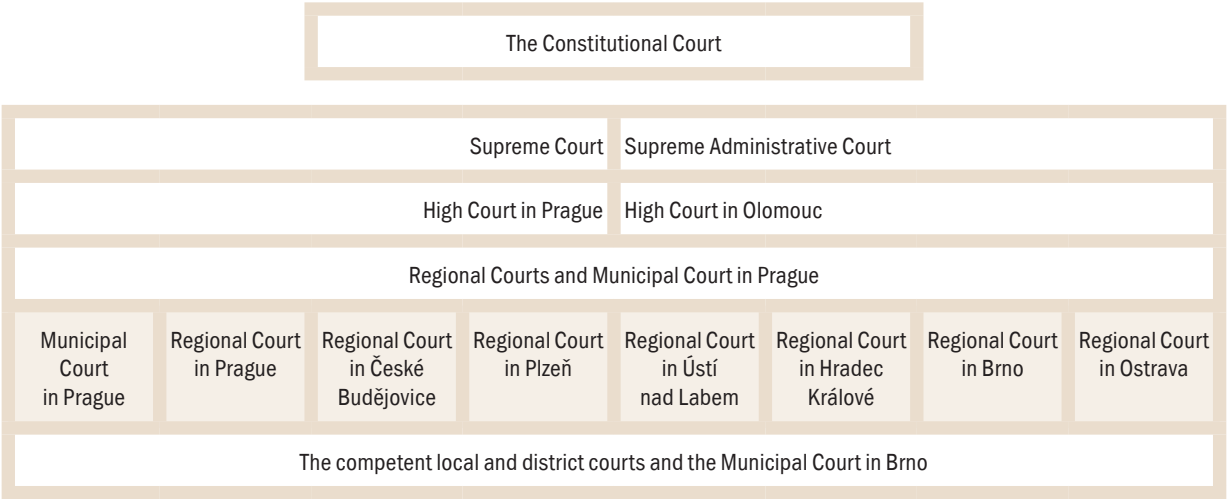 The Constitutional Court
Supreme Court
Supreme Administrative Court
High Court in Prague
High Court in Olomouc
Regional Courts and Municipal Court in Prague
Municipal
Court
in Prague
Regional Court
in Prague
Regional Court
in České
Budějovice
Regional Court
in Plzeň
Regional Court
in Ústí
nad Labem
Regional Court
in Hradec
Králové
Regional Court
in Brno
Regional Court
in Ostrava
The competent local and district courts and the Municipal Court in Brno